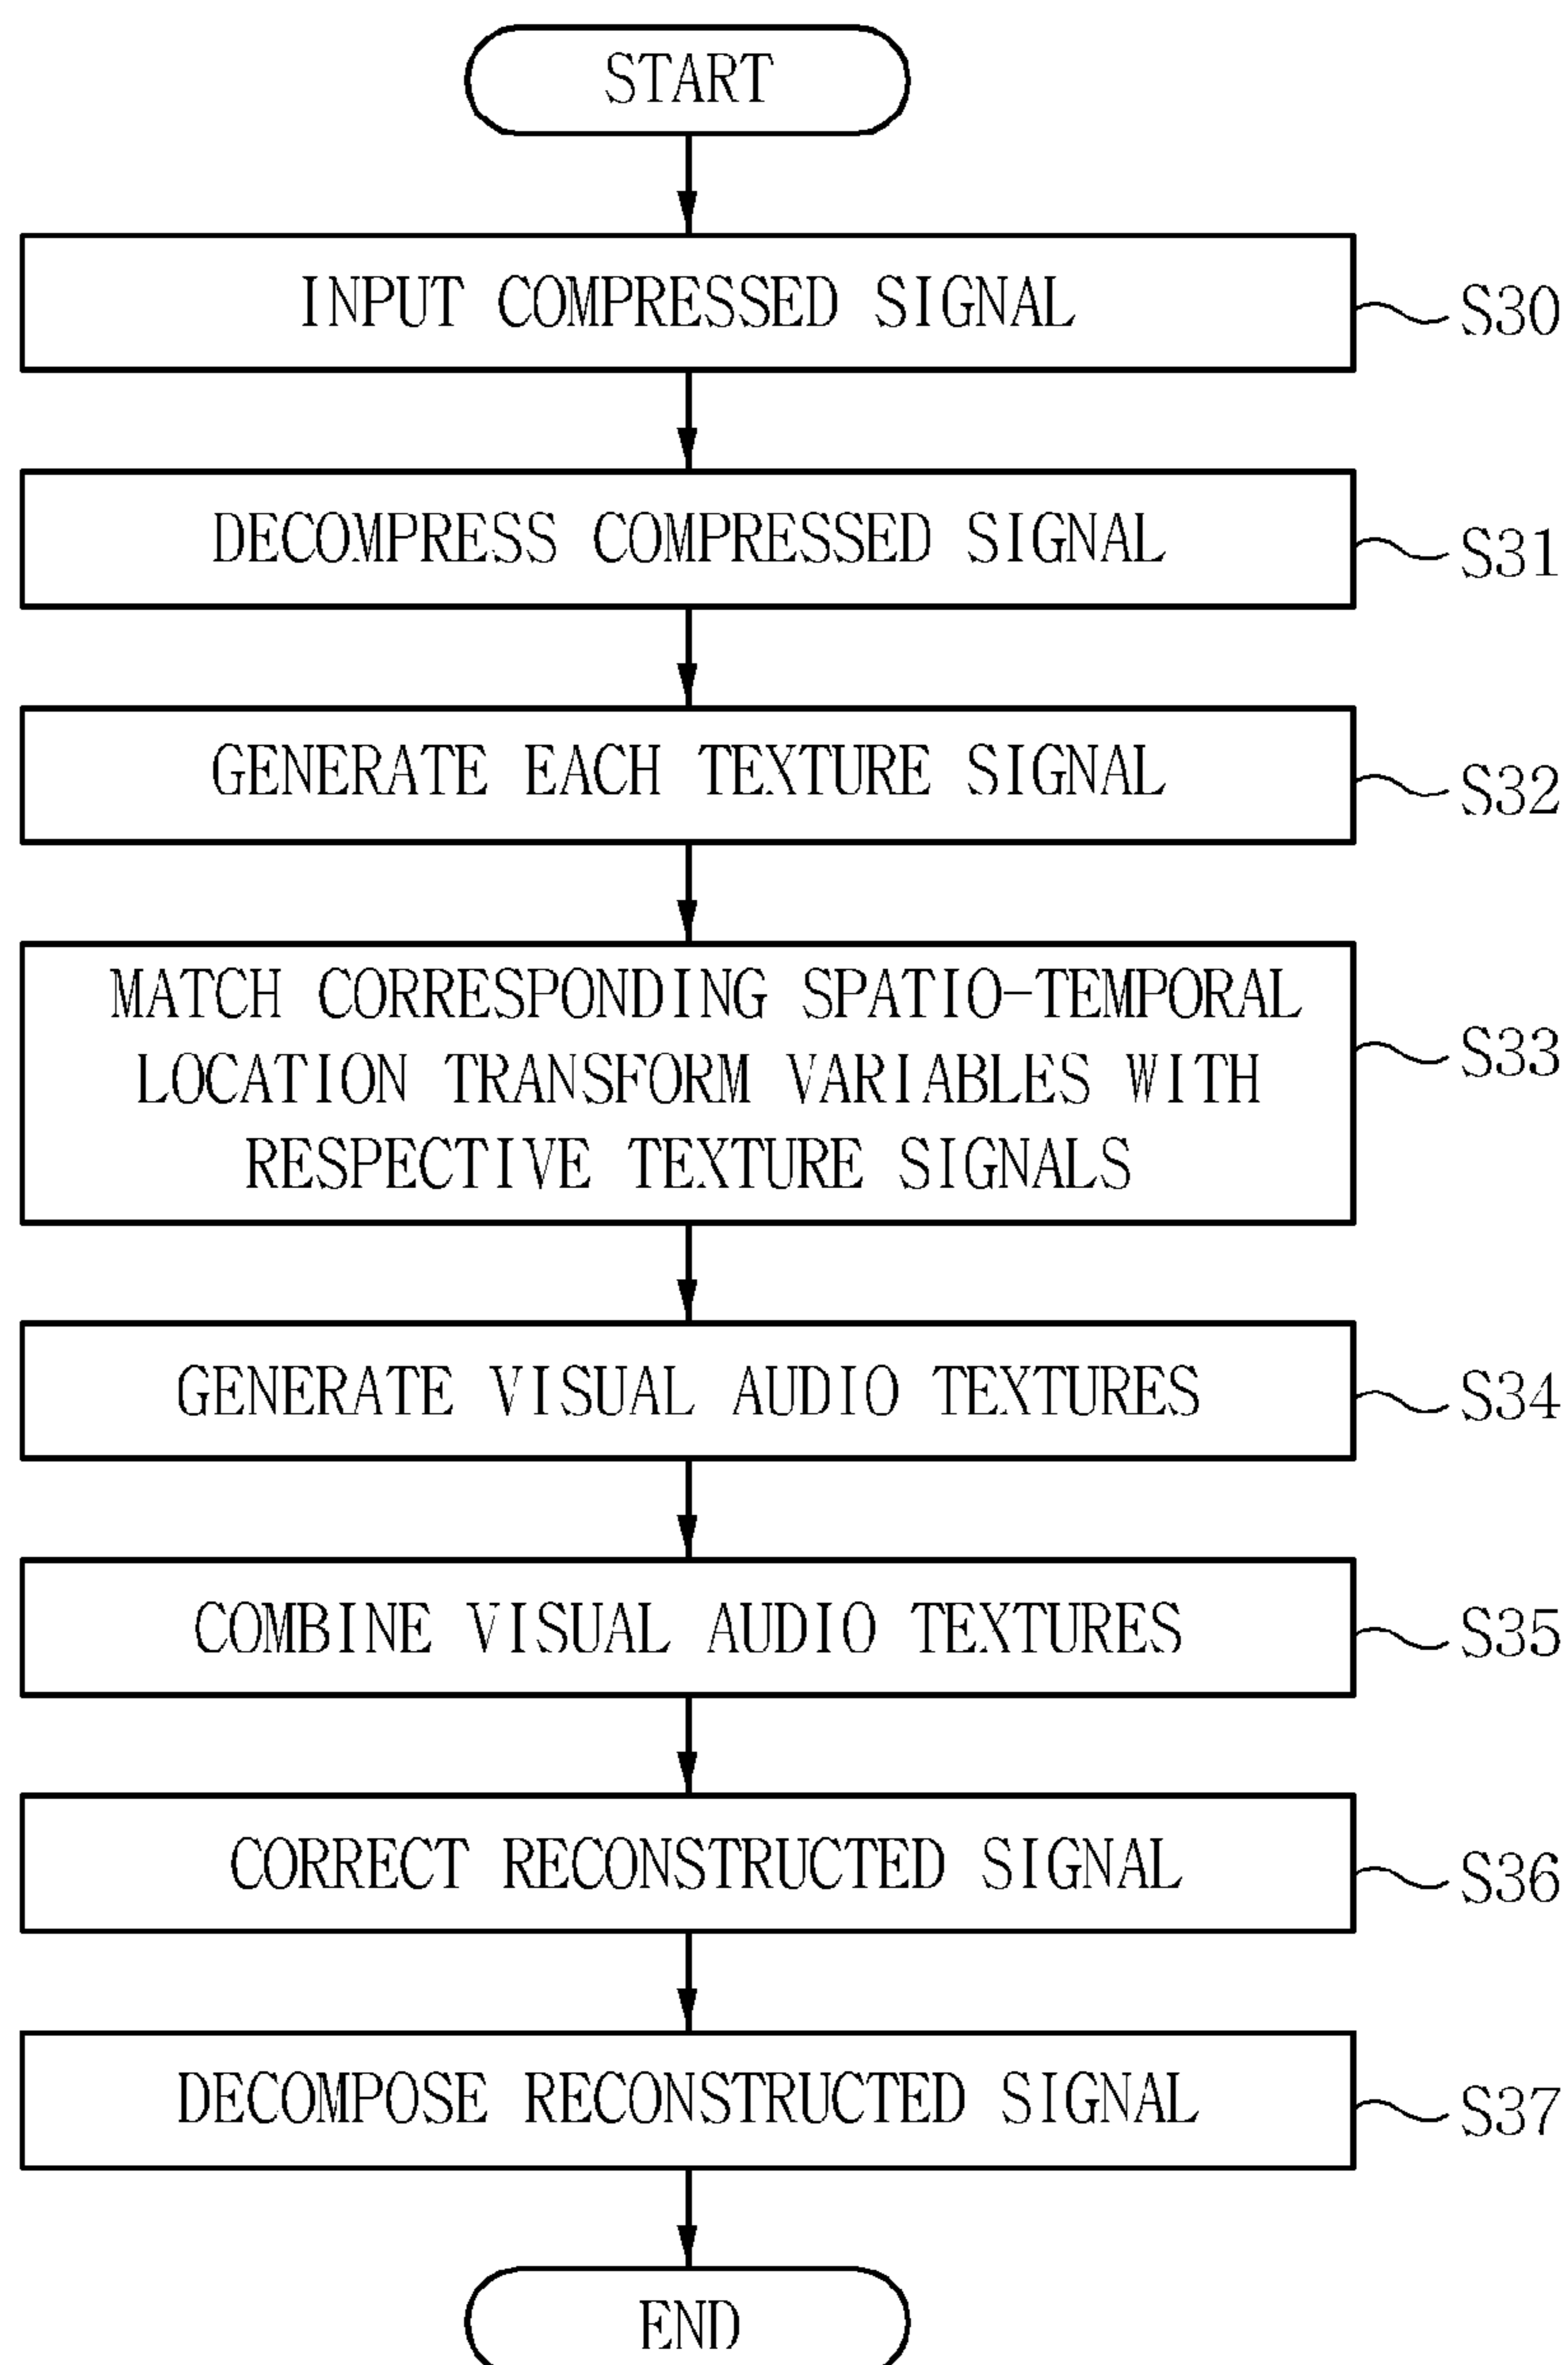 START
INPUT COMPRESSED SIGNAL
S30
DECOMPRESS COMPRESSED SIGNAL
S31
GENERATE EACH TEXTURE SIGNAL
S32
MATCH CORRESPONDING SPATIO-TEMPORAL
LOCATION TRANSFORM VARIABLES WITH
RESPECTIVE TEXTURE SIGNALS
S33
GENERATE VISUAL AUDIO TEXTURES
S34
COMBINE VISUAL AUDIO TEXTURES
S35
CORRECT RECONSTRUCTED SIGNAL
S36
DECOMPOSE RECONSTRUCTED SIGNAL
S37
END